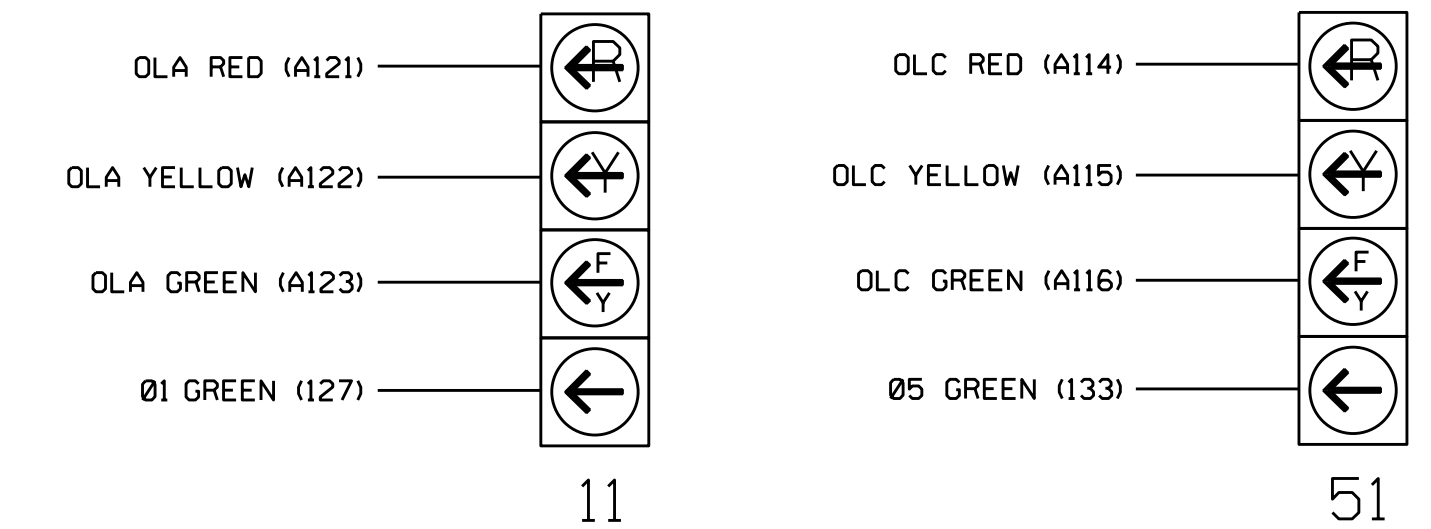 OLA RED (A121)
R
OLA YELLOW (A122)
Y
OLA GREEN (A123)
F
Y
Ø1 GREEN (127)
11
OLC RED (A114)
R
OLC YELLOW (A115)
Y
OLC GREEN (A116)
F
Y
Ø5 GREEN (133)
51